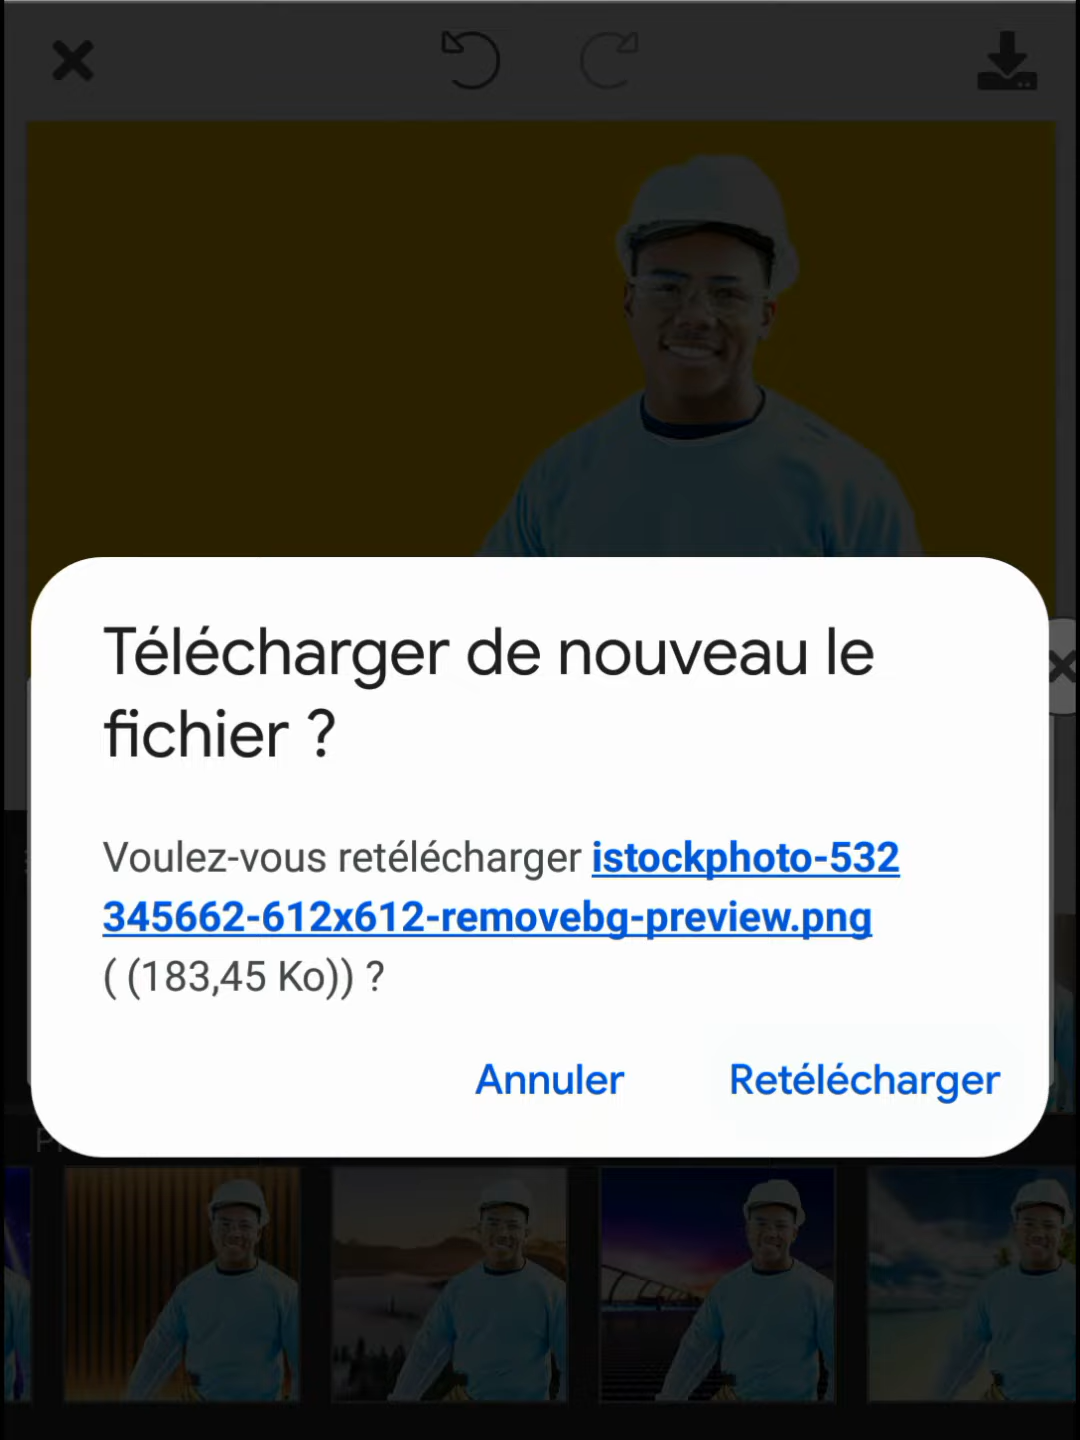 Télécharger de nouveau le
fichier ?
Voulez-vous retélécharger istockphoto-532
345662-612x612-removebg-preview.png
( (183,45 Ko)) ?
Annuler
Retélécharger